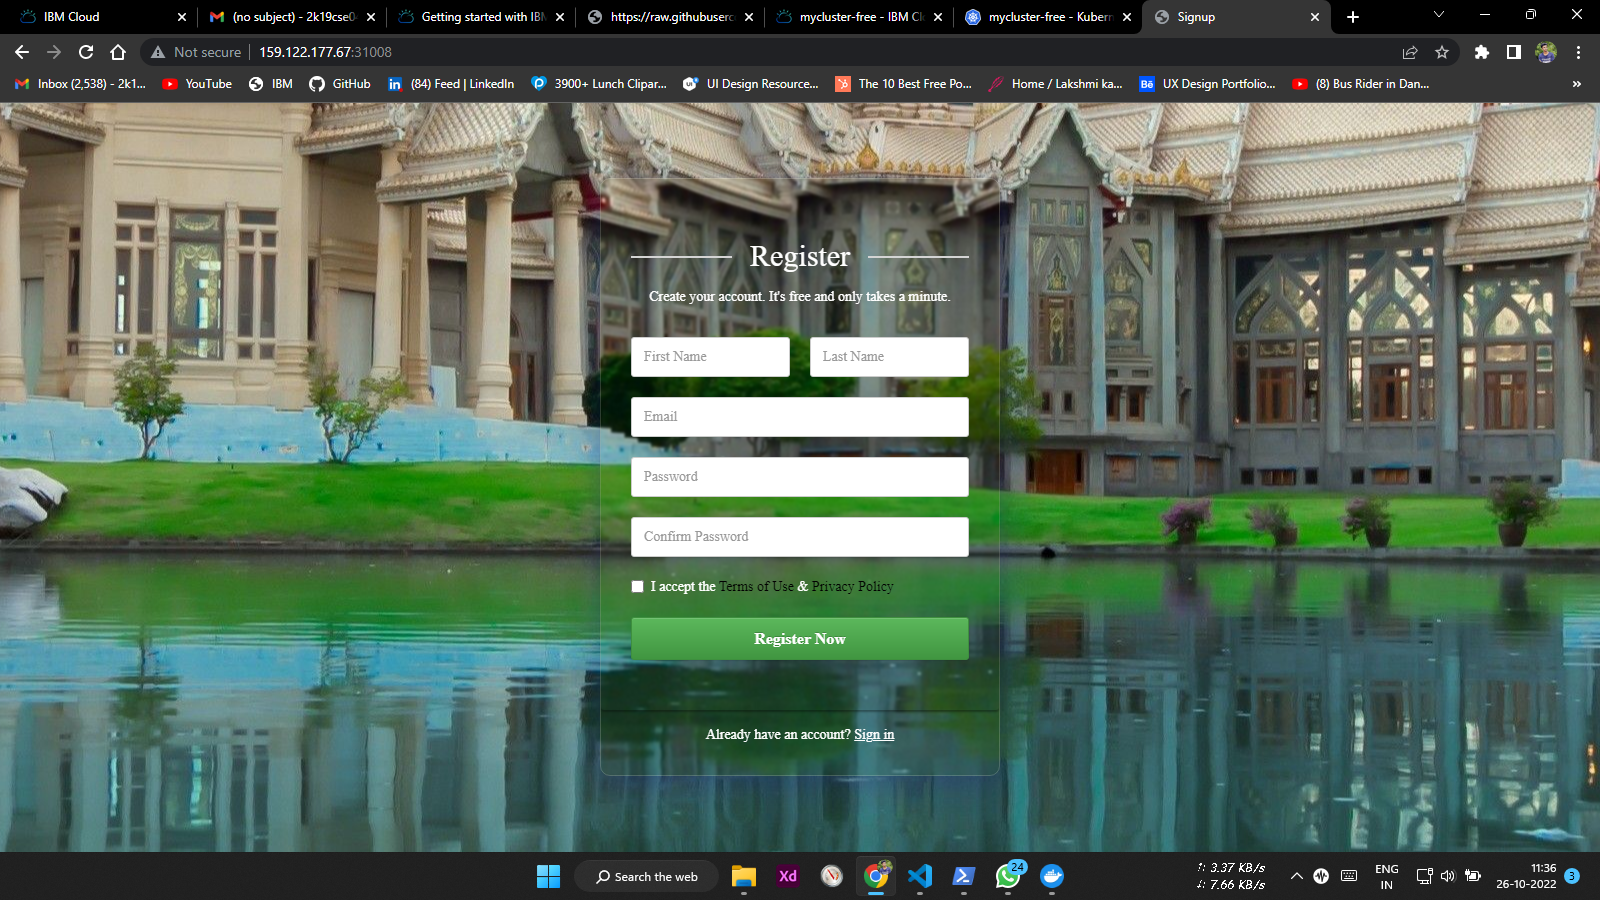 IBM Cloud
(no subject) - 2k19cse0
Getting started with IBM
https://raw.githubuserc
mycluster-free - IBM Cl
mycluster-free - Kubern
Signup
Not secure
159.122.177.67:31008
Inbox (2,538) - 2k1...
YouTube
IBM
GitHub
(84) Feed | LinkedIn
3900+ Lunch Clipar...
UI Design Resource...
The 10 Best Free Po...
Home / Lakshmi ka...
UX Design Portfolio...
(8) Bus Rider in Dan...
»
Register
Create your account. It's free and only takes a minute.
First Name
Last Name
Email
Password
Confirm Password
I accept the Terms of Use & Privacy Policy
Register Now
Already have an account? Sign in
Search the web
Xd
24
↑: 3.37 KB/s
↓: 7.66 KB/s
ENG
IN
11:36
26-10-2022
3